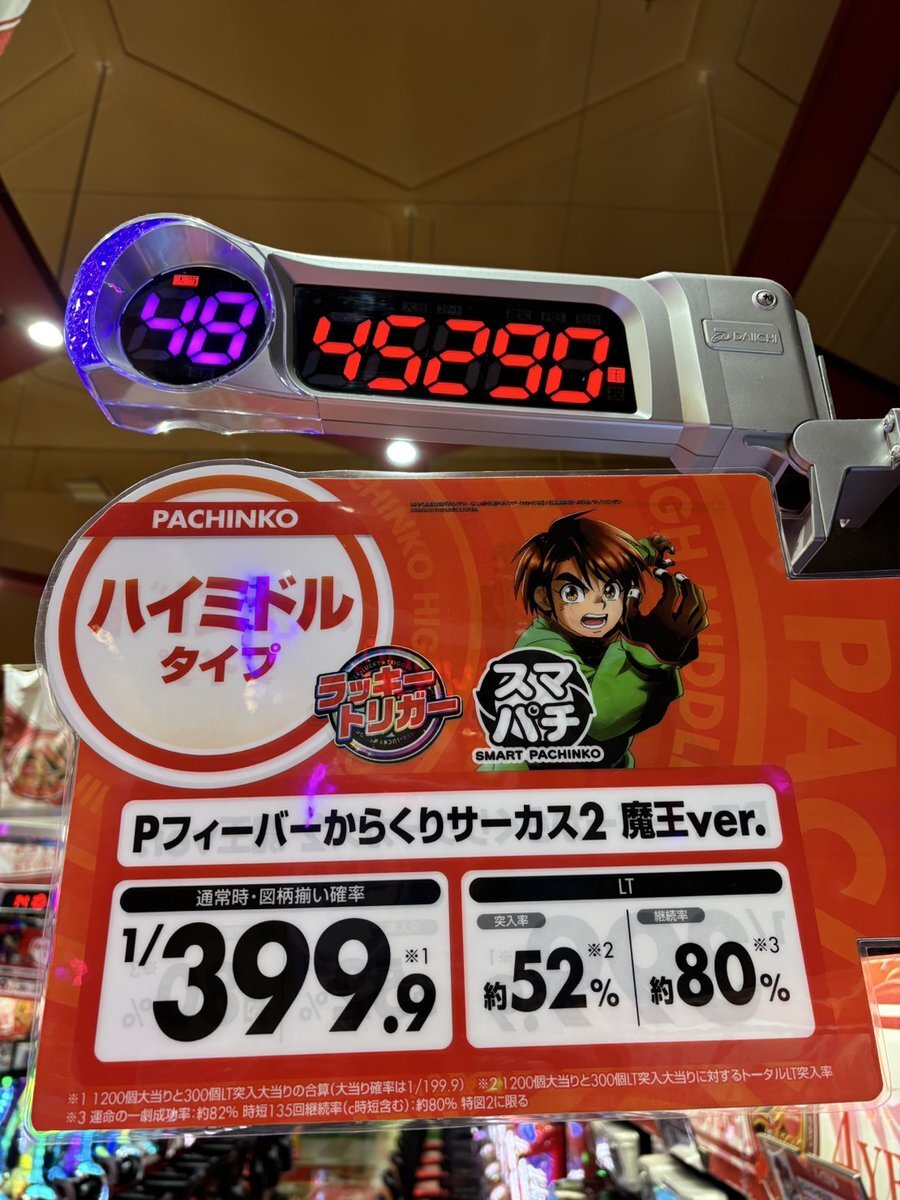 大当
48
45290
玉
DAIICHI
PACHINKO
ハイミドル
タイプ
ラッキー
トリガー
スマ
パチ
SMART PACHINKO
PACHINKO HIGH MIDDLE
Pフィーバーからくりサーカス2 魔王ver.
通常時・図柄揃い確率
1/399.9※1
LT
突入率
約52%※2
継続率
約80%※3
※1 1200個大当りと300個LT突入大当りの合算(大当り確率は1/199.9) ※2 1200個大当りと300個LT突入大当りに対するトータルLT突入率
※3 運命の一劇成功率:約82% 時短135回継続率(c時短含む):約80% 特図2に限る